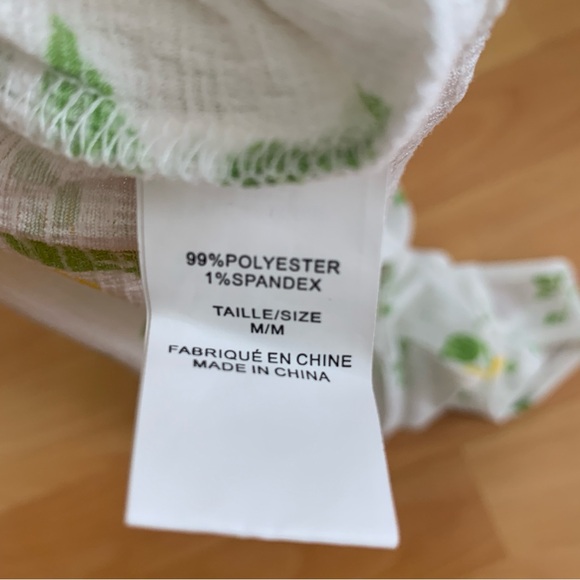 99%POLYESTER
1%SPANDEX
TAILLE/SIZE
M/M
FABRIQUÉ EN CHINE
MADE IN CHINA